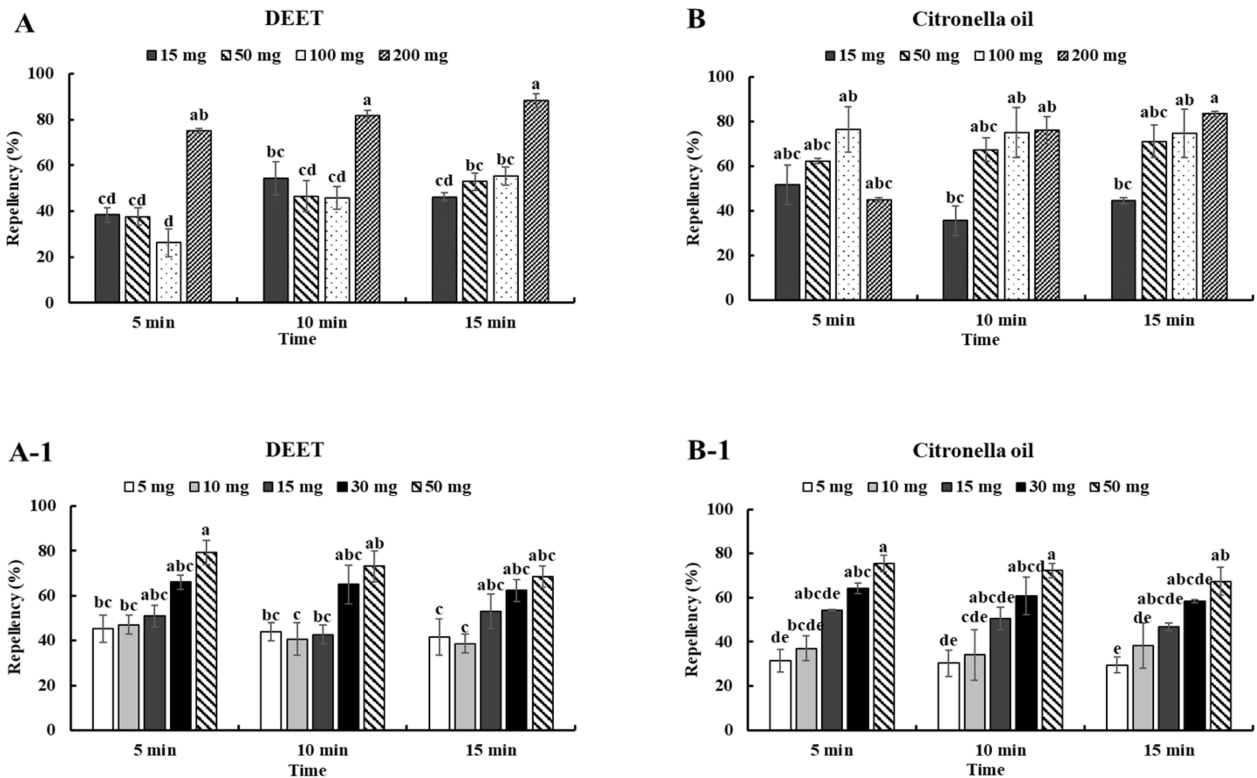 A
DEET
15 mg 50 mg 100 mg 200 mg
Repellency (%)
100
80
60
40
20
0
cd cd d ab
bc cd cd a
cd bc bc a
5 min 10 min 15 min
Time
B
Citronella oil
15 mg 50 mg 100 mg 200 mg
Repellency (%)
100
80
60
40
20
0
abc abc ab abc
bc abc ab ab
bc abc ab a
5 min 10 min 15 min
Time
A-1
DEET
5 mg 10 mg 15 mg 30 mg 50 mg
Repellency (%)
100
80
60
40
20
0
bc bc abc abc a
bc c bc abc ab
c c abc abc abc
5 min 10 min 15 min
Time
B-1
Citronella oil
5 mg 10 mg 15 mg 30 mg 50 mg
Repellency (%)
100
80
60
40
20
0
de bcde abcde abc a
de cde abcde abcd a
e abcde abcde abcde ab
5 min 10 min 15 min
Time